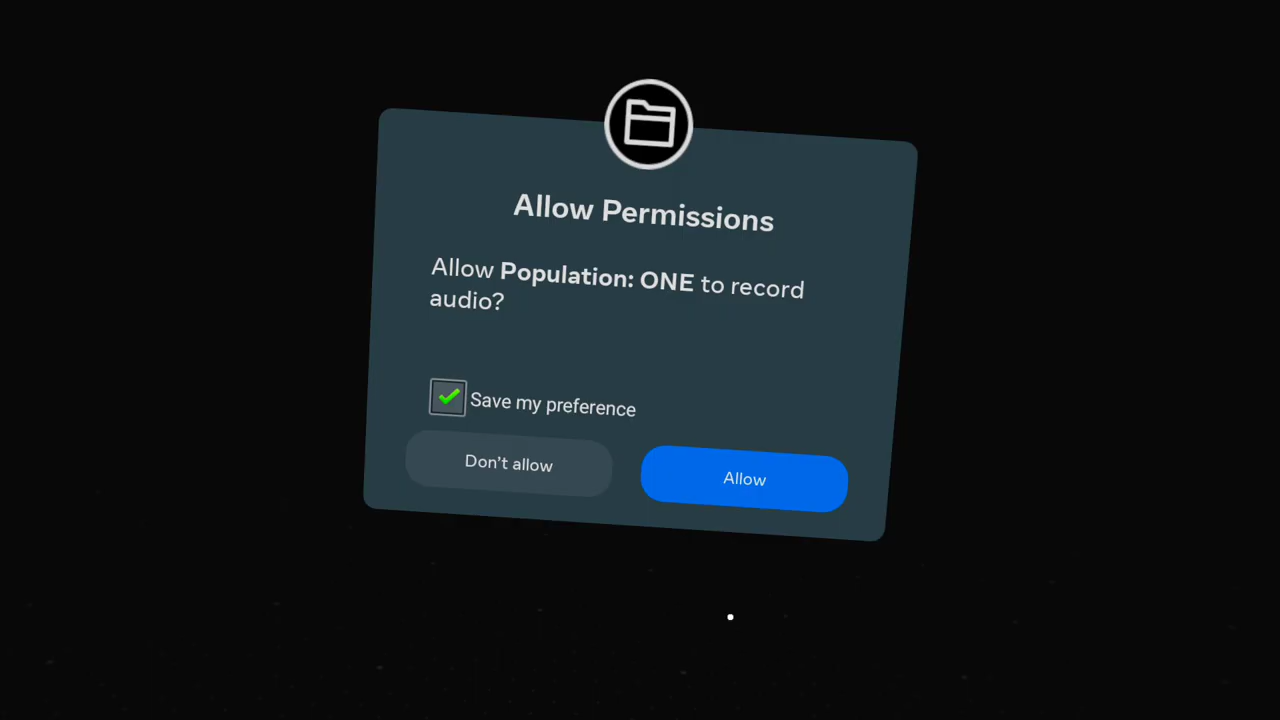 Allow Permissions
Allow Population: ONE to record
audio?
Save my preference
Don't allow
Allow